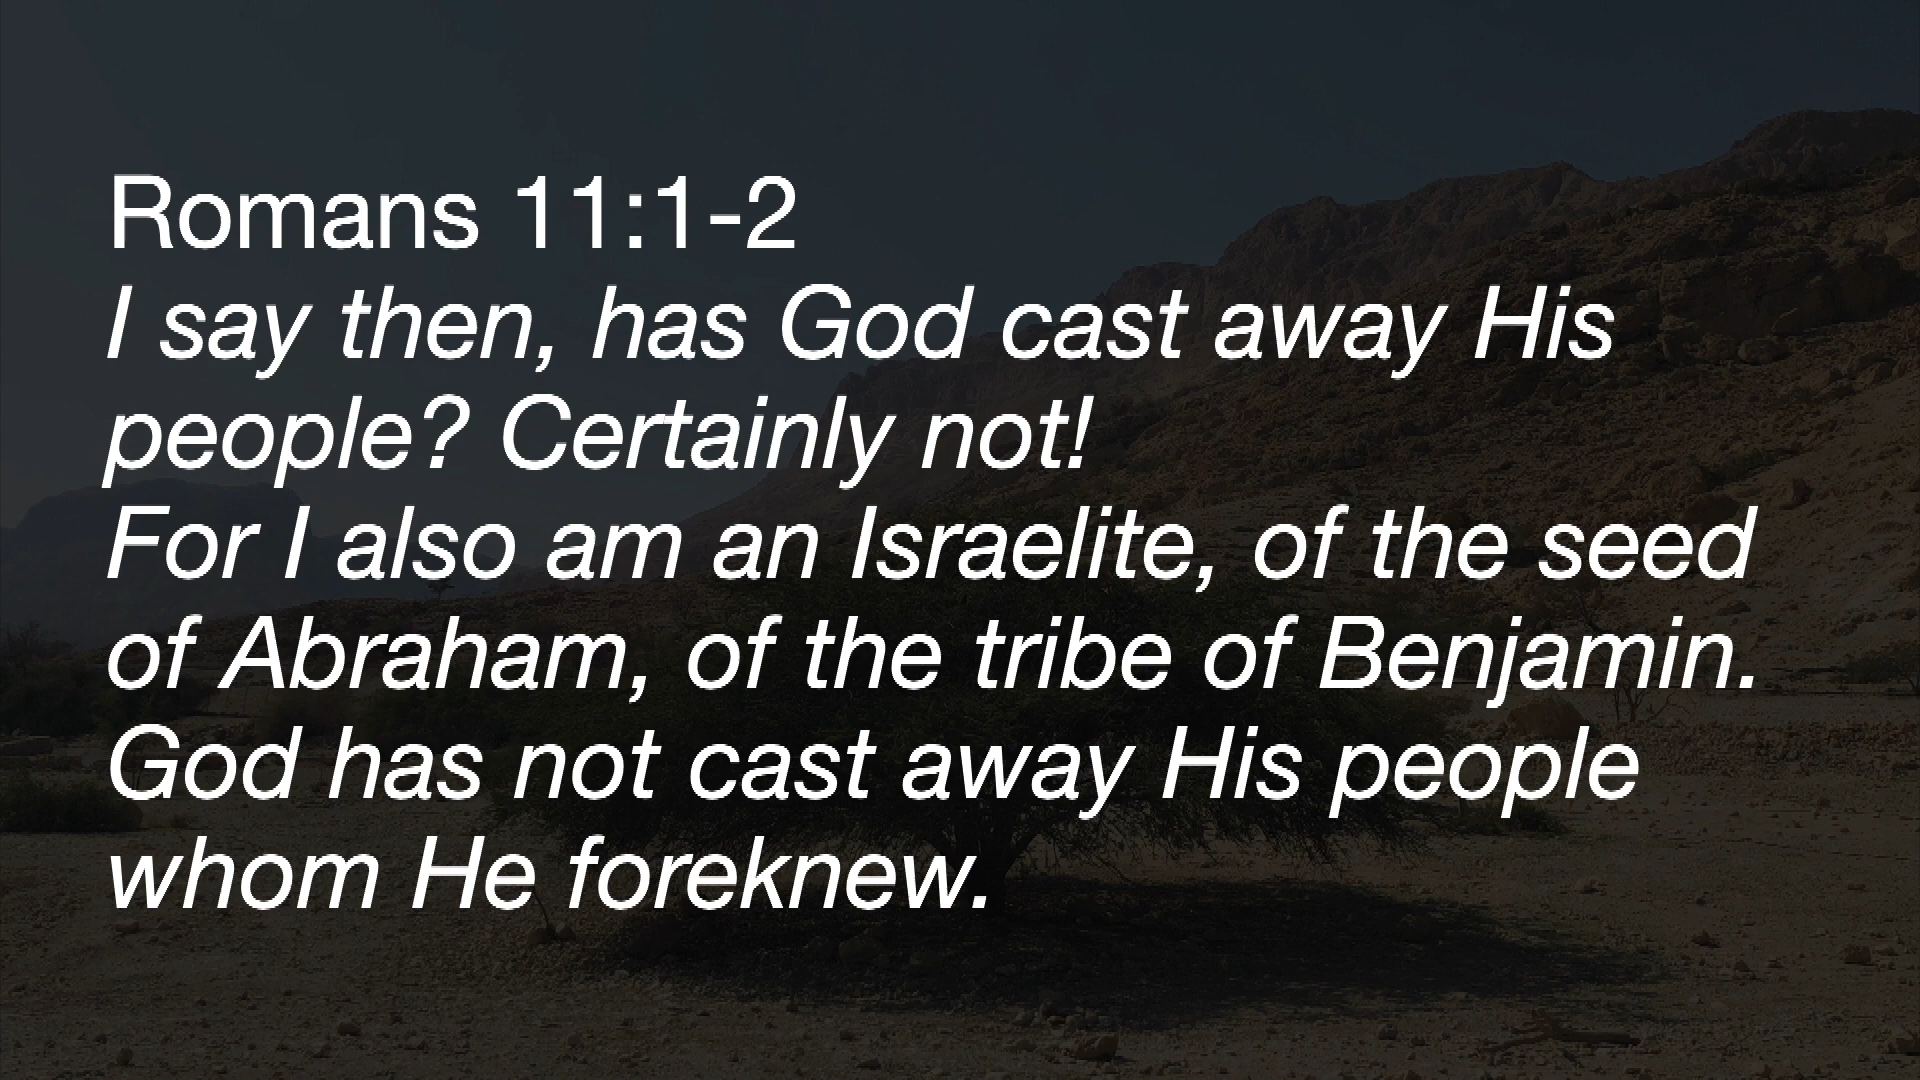 Romans 11:1-2
I say then, has God cast away His
people? Certainly not!
For I also am an Israelite, of the seed
of Abraham, of the tribe of Benjamin.
God has not cast away His people
whom He foreknew.